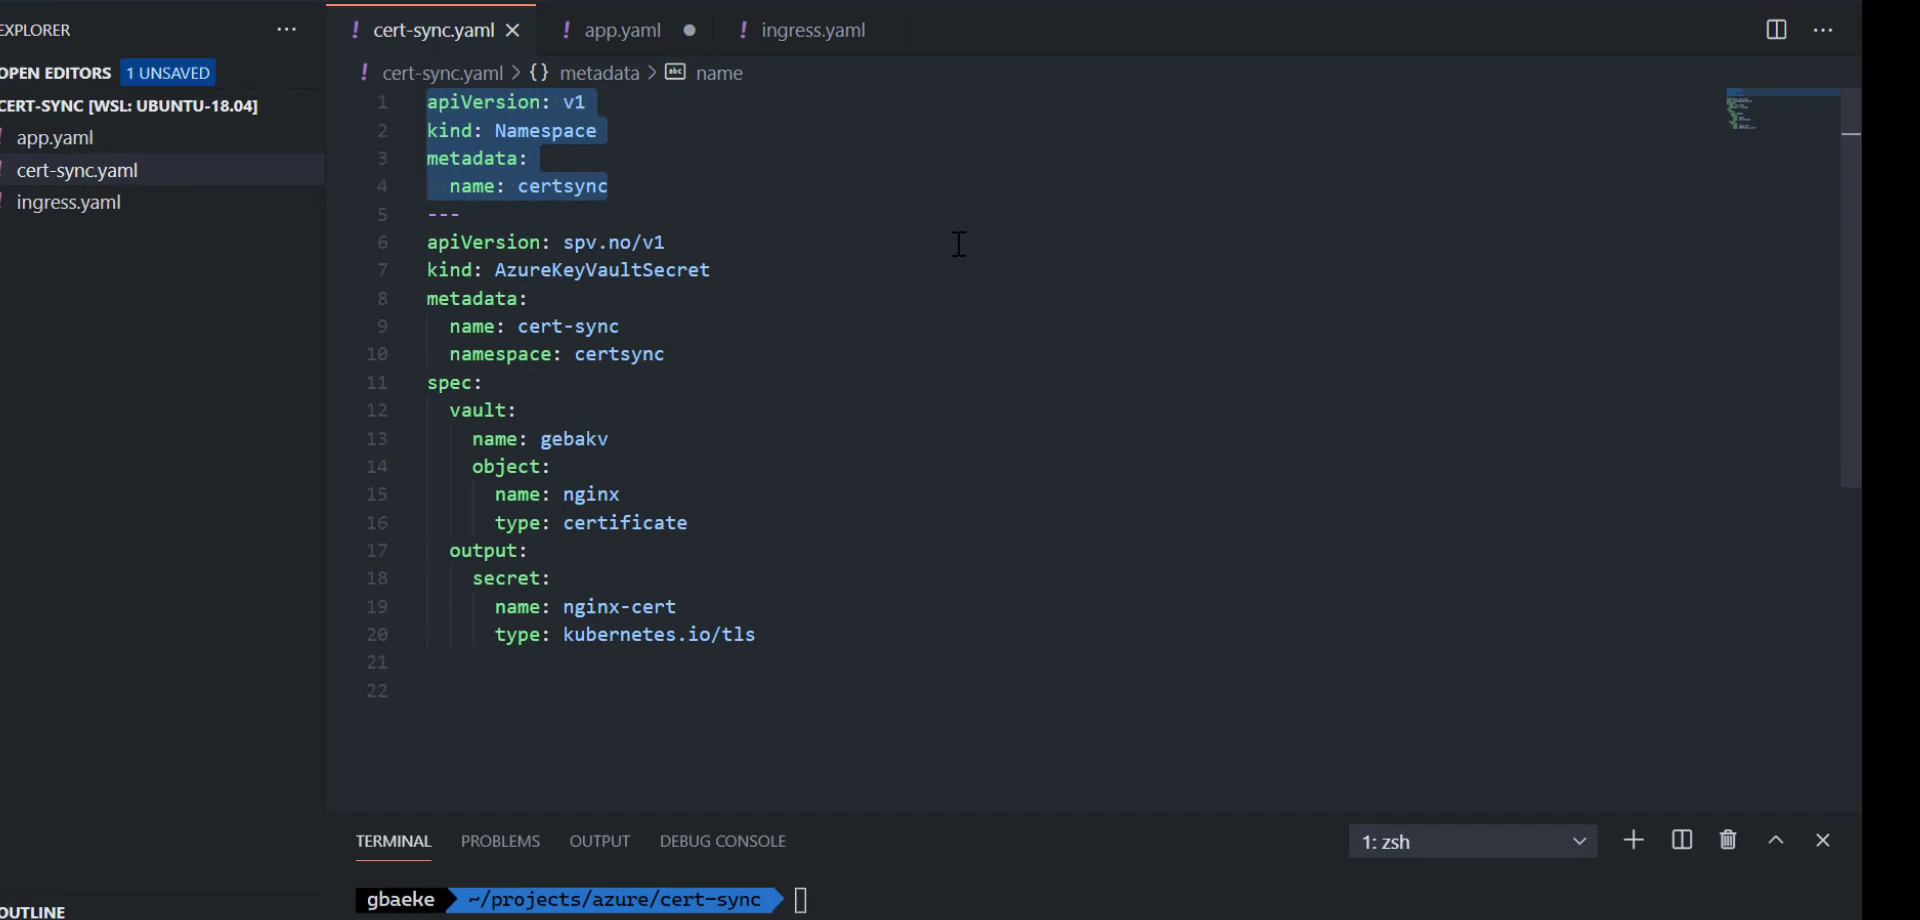 EXPLORER
OPEN EDITORS 1 UNSAVED
CERT-SYNC [WSL: UBUNTU-18.04]
! app.yaml
! cert-sync.yaml
! ingress.yaml
OUTLINE
! cert-sync.yaml × ! app.yaml ● ! ingress.yaml
! cert-sync.yaml > {} metadata > abc name
1 apiVersion: v1
2 kind: Namespace
3 metadata:
4   name: certsync
5 ---
6 apiVersion: spv.no/v1
7 kind: AzureKeyVaultSecret
8 metadata:
9   name: cert-sync
10   namespace: certsync
11 spec:
12   vault:
13     name: gebakv
14     object:
15       name: nginx
16       type: certificate
17   output:
18     secret:
19       name: nginx-cert
20       type: kubernetes.io/tls
21
22
TERMINAL PROBLEMS OUTPUT DEBUG CONSOLE 1: zsh
gbaeke ~/projects/azure/cert-sync